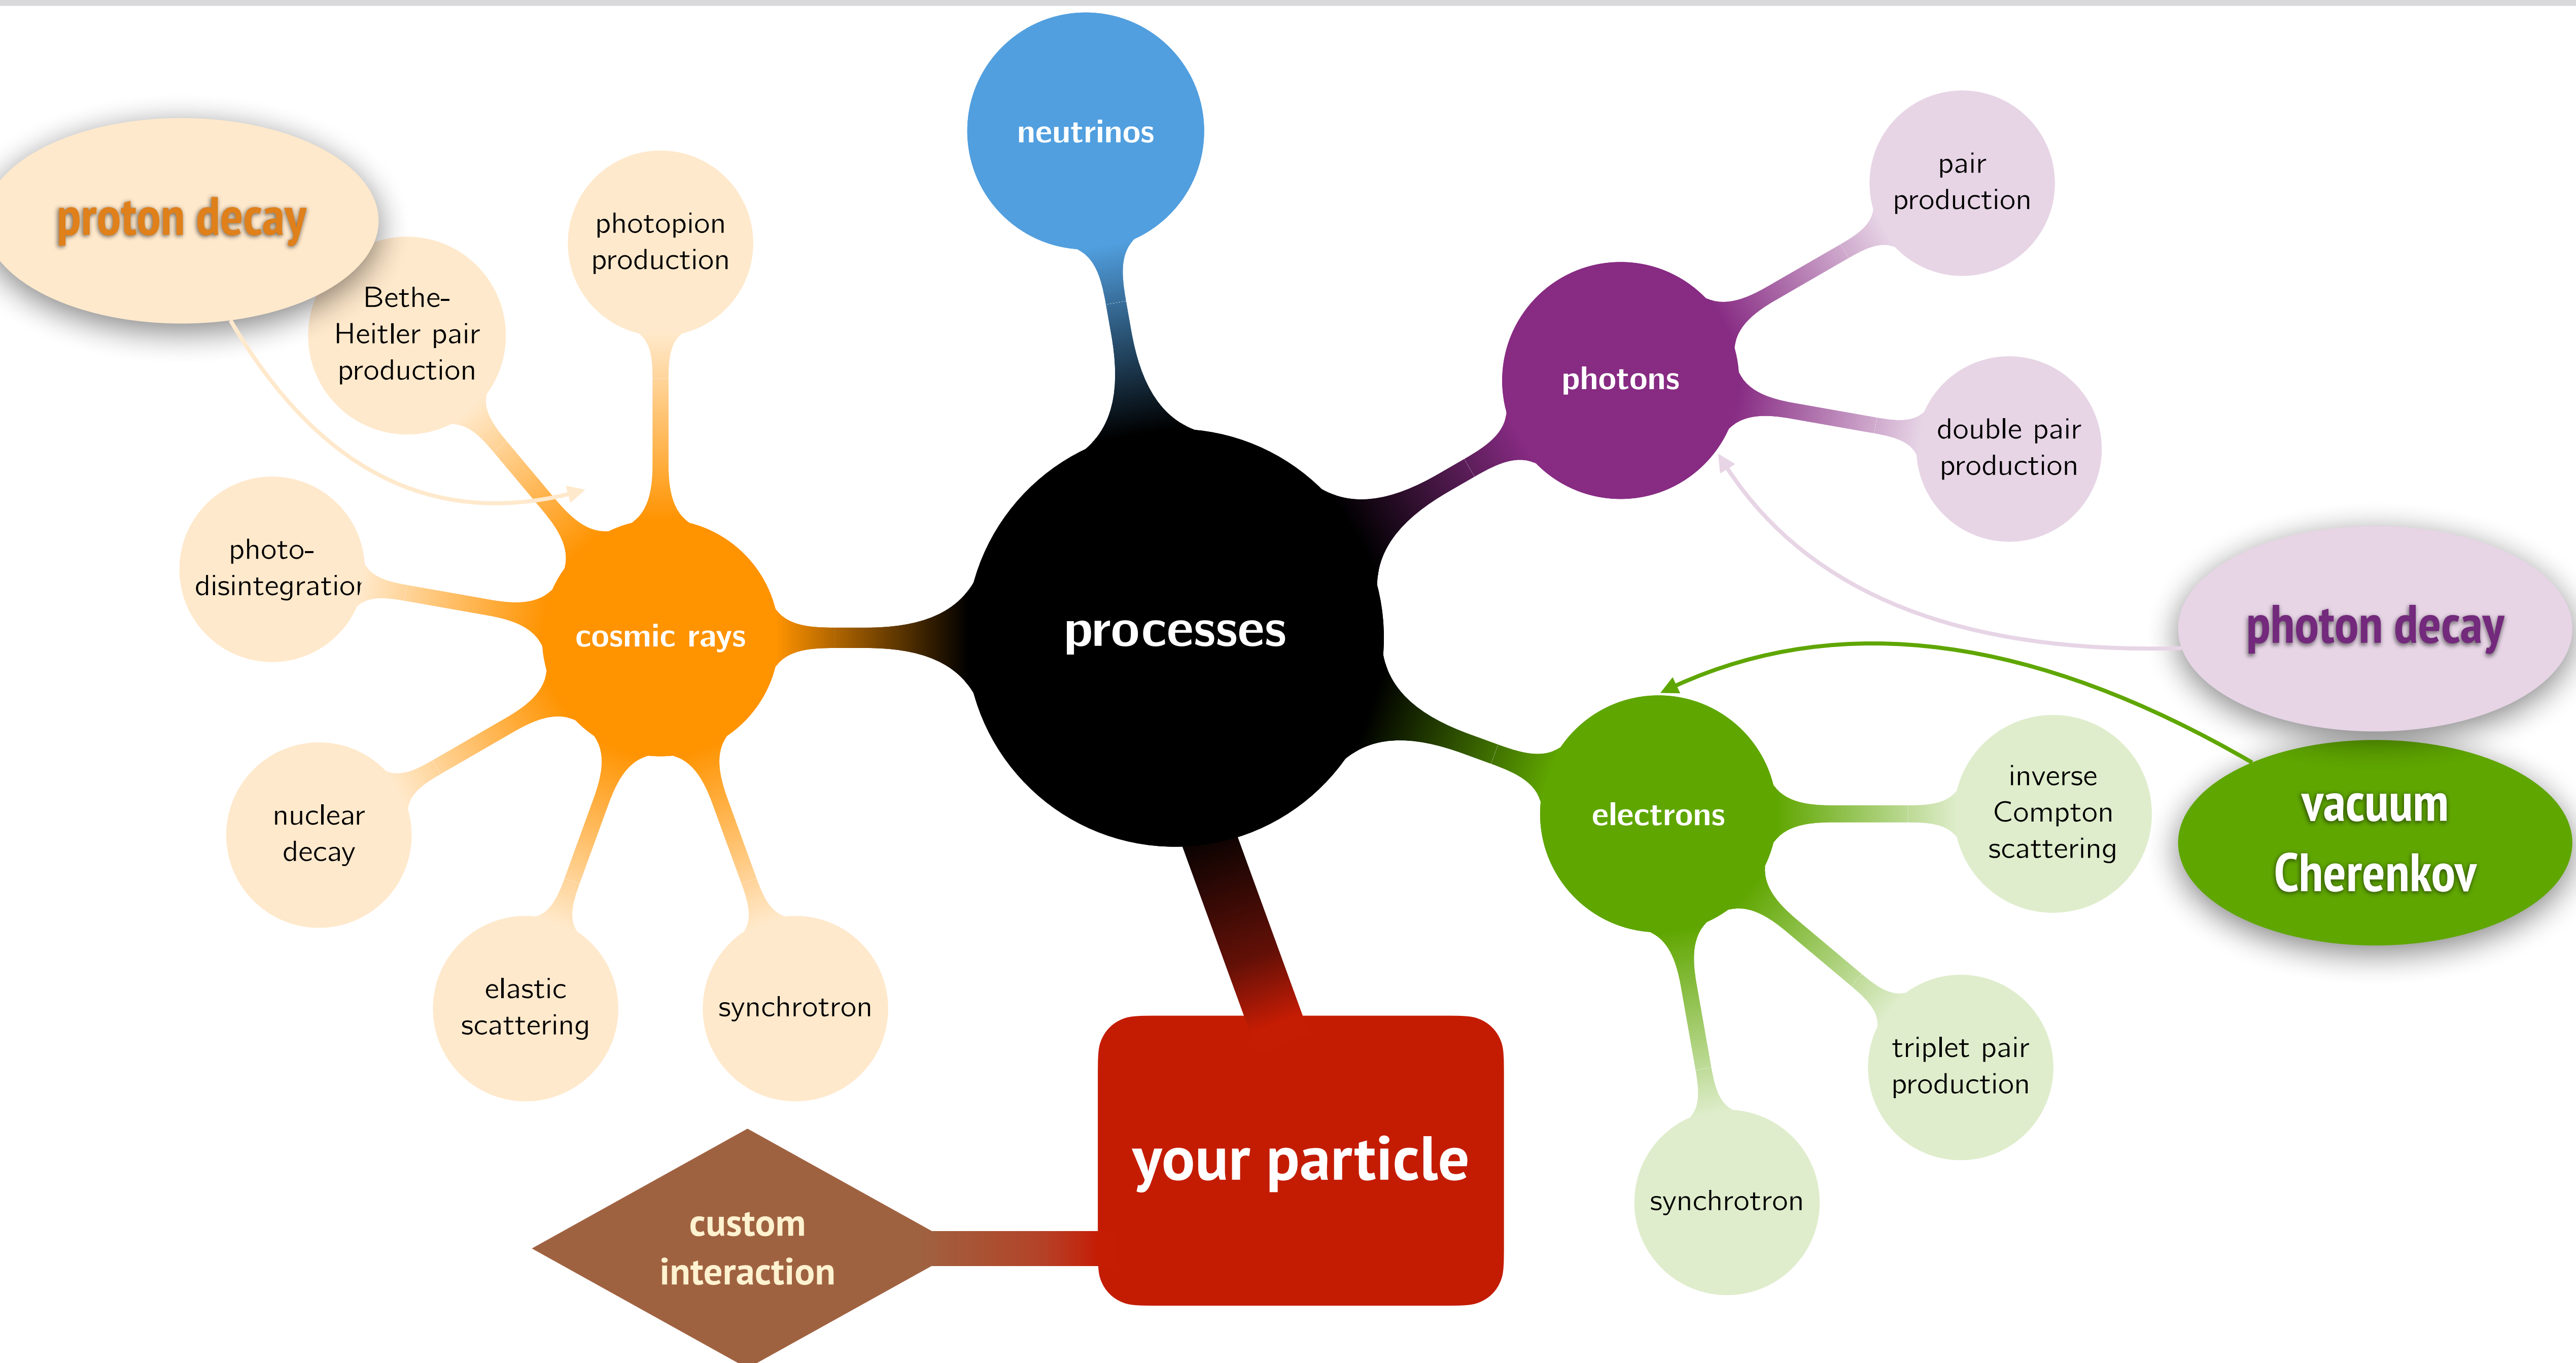 neutrinos
pair
production
proton decay
photopion
production
Bethe-
Heitler pair
production
photons
double pair
production
photo-
disintegration
cosmic rays
processes
photon decay
nuclear
decay
electrons
inverse
Compton
scattering
vacuum
Cherenkov
elastic
scattering
synchrotron
triplet pair
production
your particle
synchrotron
custom
interaction